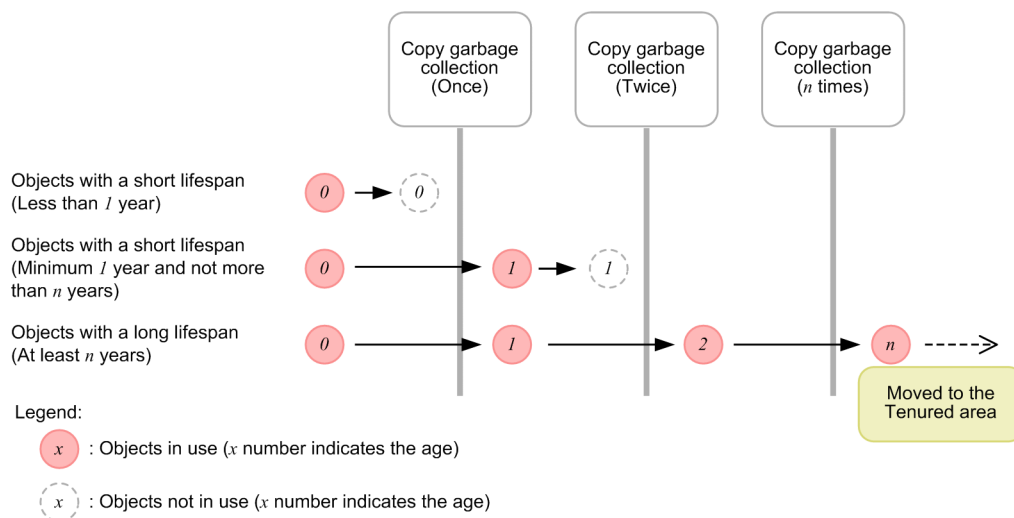 Copy garbage
collection
(Once)
Copy garbage
collection
(Twice)
Copy garbage
collection
(n times)
Objects with a short lifespan
(Less than 1 year)
0
0
Objects with a short lifespan
(Minimum 1 year and not more
than n years)
0
1
1
Objects with a long lifespan
(At least n years)
0
1
2
n
Moved to the
Tenured area
Legend:
x : Objects in use (x number indicates the age)
x : Objects not in use (x number indicates the age)